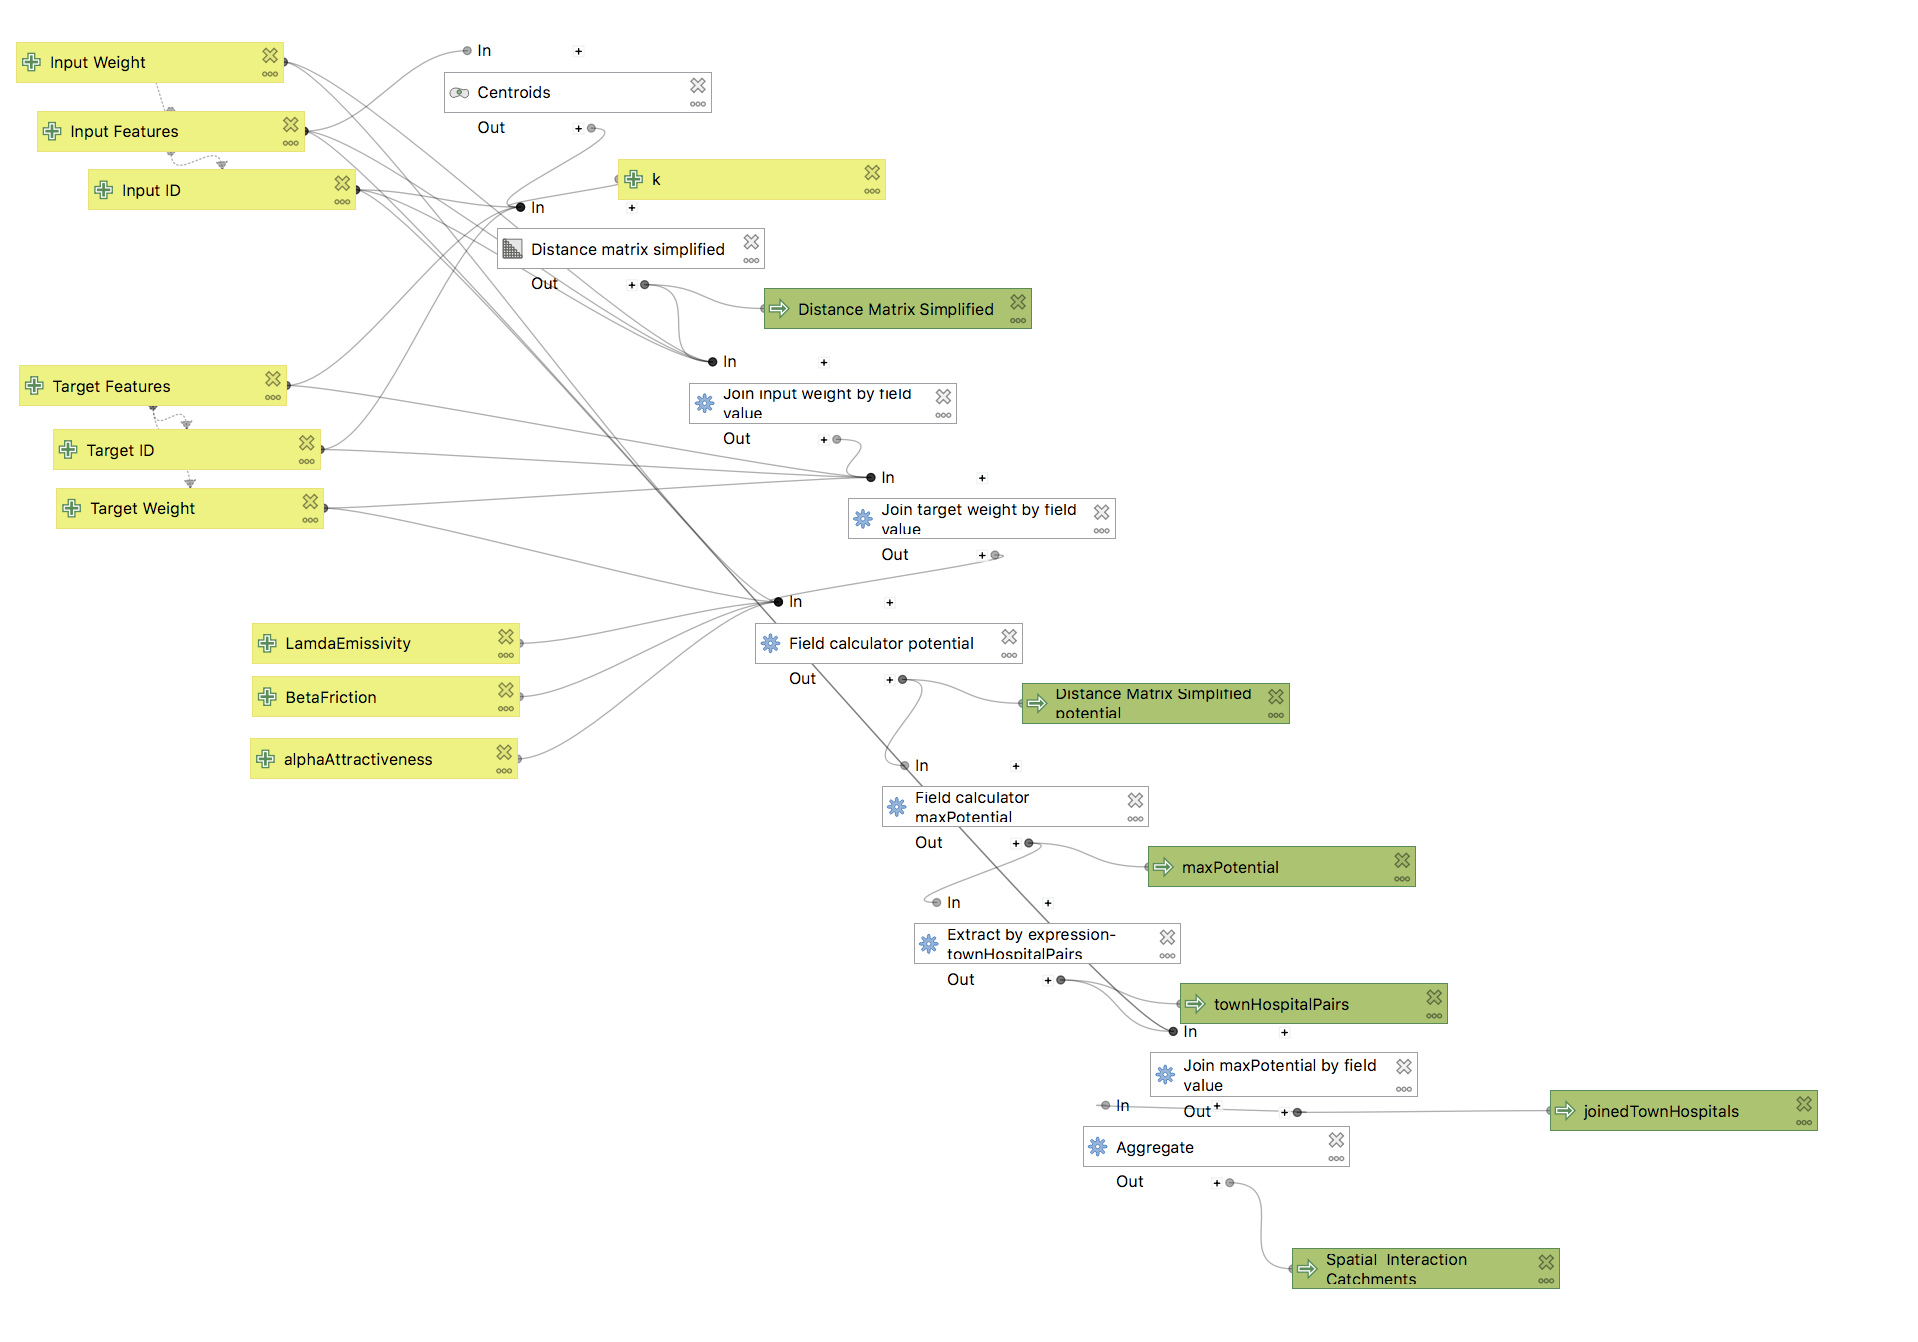 Input Weight
In
+
Centroids
Input Features
Out
+
k
Input ID
In
+
Distance matrix simplified
Out
+
Distance Matrix Simplified
In
+
Target Features
Join input weight by field
value
Out
+
Target ID
In
+
Target Weight
Join target weight by field
value
Out
+
In
+
LamdaEmissivity
Field calculator potential
Out
+
BetaFriction
Distance Matrix Simplified
potential
alphaAttractiveness
In
+
Field calculator
maxPotential
Out
+
maxPotential
In
+
Extract by expression-
townHospitalPairs
Out
+
townHospitalPairs
In
+
Join maxPotential by field
value
In
+
Out
+
joinedTownHospitals
Aggregate
Out
+
Spatial Interaction
Catchments